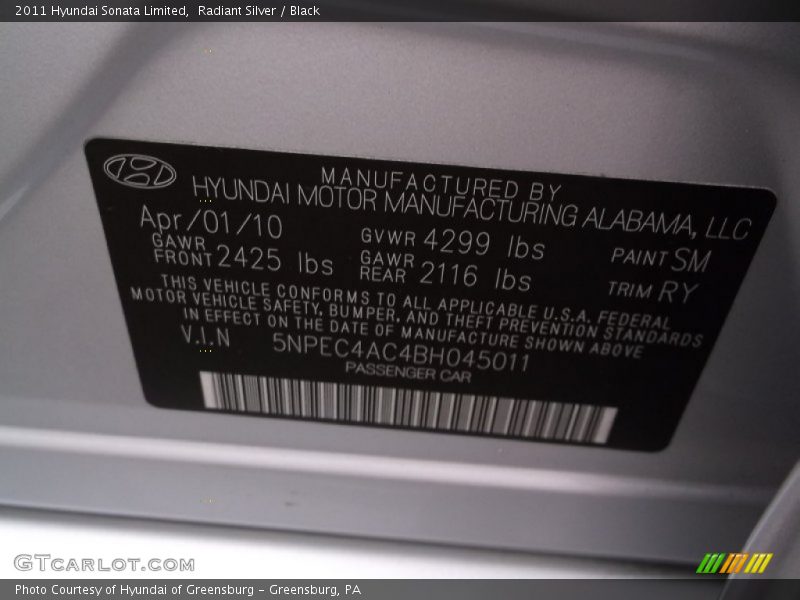 2011 Hyundai Sonata Limited,  Radiant Silver / Black
MANUFACTURED BY
HYUNDAI MOTOR MANUFACTURING ALABAMA, LLC
Apr/01/10 GVWR 4299 lbs PAINT SM
GAWR FRONT 2425 lbs GAWR REAR 2116 lbs TRIM RY
THIS VEHICLE CONFORMS TO ALL APPLICABLE U.S.A. FEDERAL
MOTOR VEHICLE SAFETY, BUMPER, AND THEFT PREVENTION STANDARDS
IN EFFECT ON THE DATE OF MANUFACTURE SHOWN ABOVE
V.I.N 5NPEC4AC4BH045011
PASSENGER CAR
GTCARLOT.COM
Photo Courtesy of Hyundai of Greensburg – Greensburg, PA